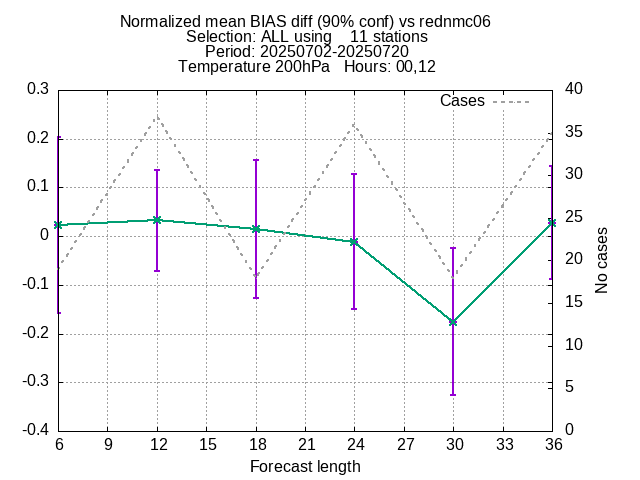 Normalized mean BIAS diff (90% conf) vs rednmc06
Selection: ALL using    11 stations
Period: 20250702-20250720
Temperature 200hPa   Hours: 00,12
Cases
0.3
0.2
0.1
0
-0.1
-0.2
-0.3
-0.4
40
35
30
25
20
15
10
5
0
No cases
6 9 12 15 18 21 24 27 30 33 36
Forecast length